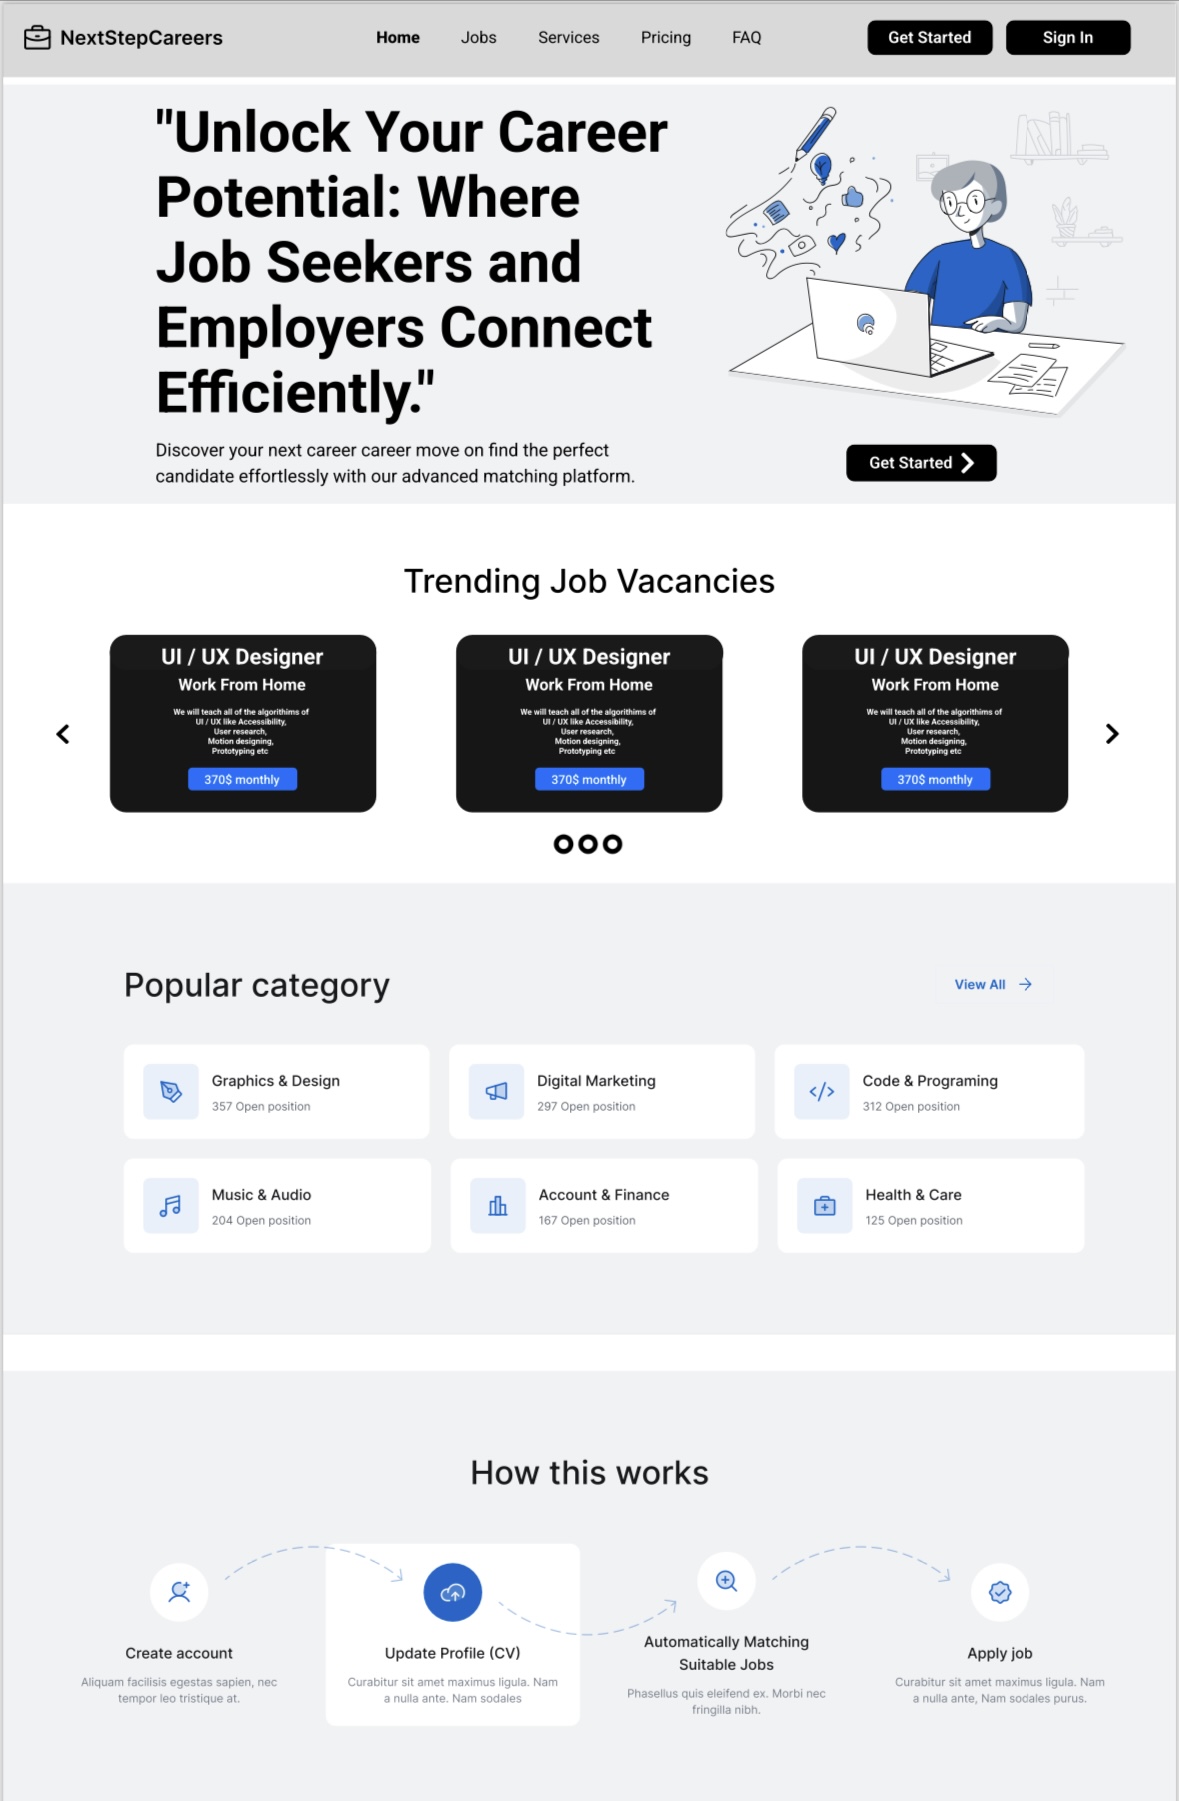 NextStepCareers
Home
Jobs
Services
Pricing
FAQ
Get Started
Sign In
"Unlock Your Career
Potential: Where
Job Seekers and
Employers Connect
Efficiently."
Discover your next career career move on find the perfect
candidate effortlessly with our advanced matching platform.
Get Started
Trending Job Vacancies
UI / UX Designer
Work From Home
We will teach all of the algorithims of
UI / UX like Accessibility,
User research,
Motion designing,
Prototyping etc
370$ monthly
UI / UX Designer
Work From Home
We will teach all of the algorithims of
UI / UX like Accessibility,
User research,
Motion designing,
Prototyping etc
370$ monthly
UI / UX Designer
Work From Home
We will teach all of the algorithims of
UI / UX like Accessibility,
User research,
Motion designing,
Prototyping etc
370$ monthly
Popular category
View All
Graphics & Design
357 Open position
Digital Marketing
297 Open position
Code & Programing
312 Open position
Music & Audio
204 Open position
Account & Finance
167 Open position
Health & Care
125 Open position
How this works
Create account
Aliquam facilisis egestas sapien, nec
tempor leo tristique at.
Update Profile (CV)
Curabitur sit amet maximus ligula. Nam
a nulla ante. Nam sodales
Automatically Matching
Suitable Jobs
Phasellus quis eleifend ex. Morbi nec
fringilla nibh.
Apply job
Curabitur sit amet maximus ligula. Nam
a nulla ante, Nam sodales purus.